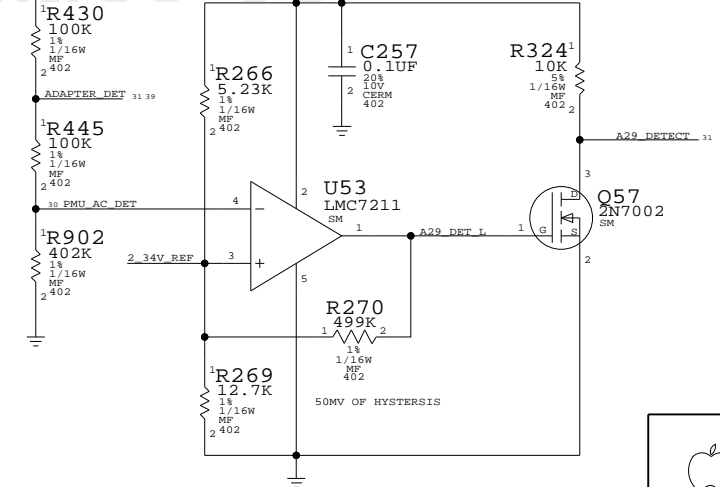 1 R430
100K
1%
1/16W
MF
2 402
ADAPTER_DET 31 39
1 R445
100K
1%
1/16W
MF
2 402
30 PMU_AC_DET
1 R902
402K
1%
1/16W
MF
2 402
1 R266
5.23K
1%
1/16W
MF
2 402
1 C257
0.1UF
20%
2 10V
CERM
402
R324 1
10K
5%
1/16W
MF
402 2
A29_DETECT 31
3
D
Q57
2N7002
SM
1 G
S
2
U53
LMC7211
SM
2
4 -
1
A29_DET_L
2_34V_REF 3 +
5
R270
499K
1 2
1%
1/16W
MF
402
1 R269
12.7K
1%
1/16W
MF
2 402
50MV OF HYSTERSIS